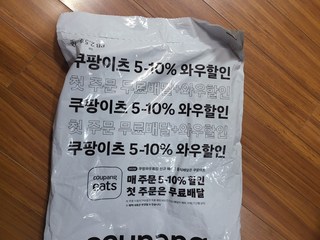 쿠팡이츠 5-10% 와우할인
첫 주문 무료배달+와우할인
쿠팡이츠 5-10% 와우할인
첫 주문 무료배달+와우할인
쿠팡이츠 5-10% 와우할인
coupang
eats
매 주문 5-10% 할인
첫 주문은 무료배달
coupang